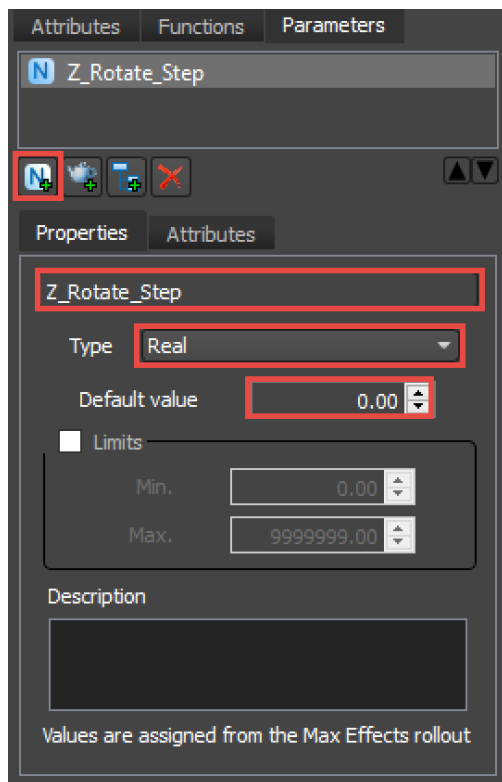 Attributes Functions Parameters
N Z_Rotate_Step
N
Properties Attributes
Z_Rotate_Step
Type Real
Default value 0.00
Limits
Min. 0.00
Max. 9999999.00
Description
Values are assigned from the Max Effects rollout